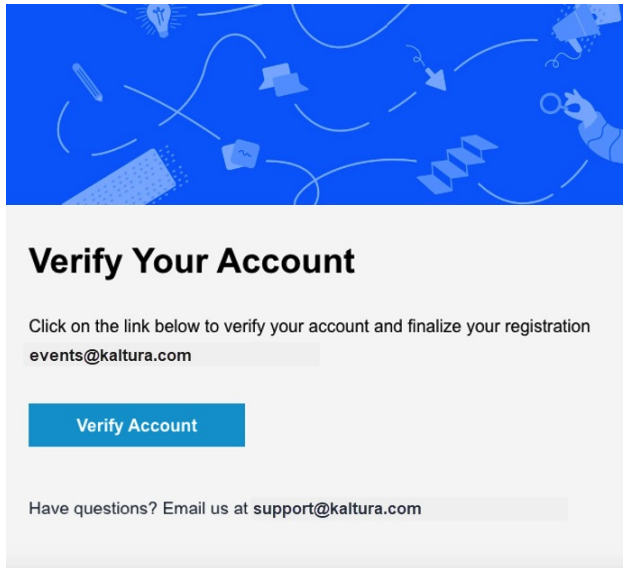 Verify Your Account
Click on the link below to verify your account and finalize your registration
events@kaltura.com
Verify Account
Have questions? Email us at support@kaltura.com